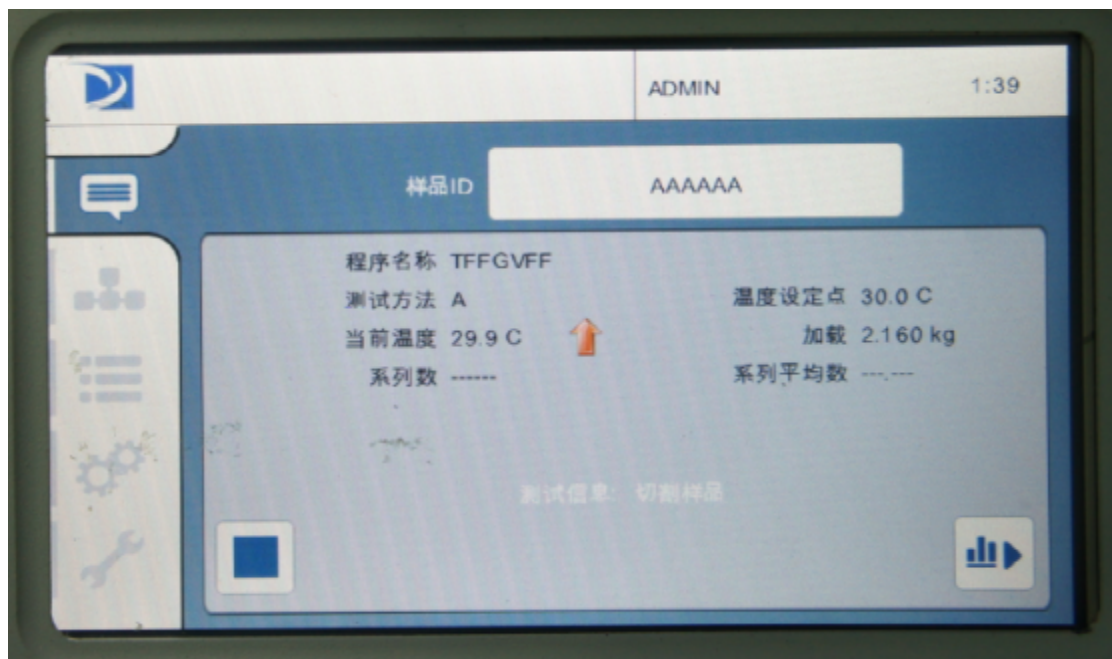 ADMIN 1:39
样品ID AAAAAA
程序名称 TFFGVFF
测试方法 A 温度设定点 30.0 C
当前温度 29.9 C 加载 2.160 kg
系列数 ------ 系列平均数 ---.---
测试信息: 切割样品